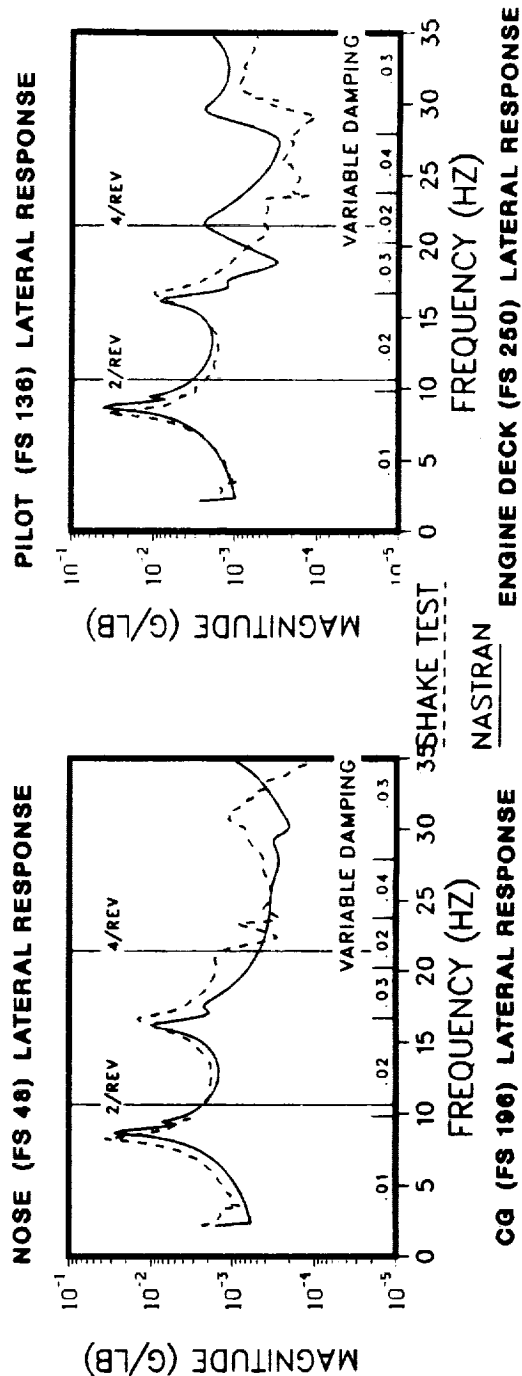 NOSE (FS 48) LATERAL RESPONSE
MAGNITUDE (G/LB)
10⁻¹
10⁻²
10⁻³
10⁻⁴
10⁻⁵
2/REV
4/REV
VARIABLE DAMPING
.01 .02 .03 .02 .04 .03
0 5 10 15 20 25 30 35
FREQUENCY (HZ)
PILOT (FS 136) LATERAL RESPONSE
MAGNITUDE (G/LB)
10⁻¹
10⁻²
10⁻³
10⁻⁴
10⁻⁵
2/REV
4/REV
VARIABLE DAMPING
.01 .02 .03 .02 .04 .03
0 5 10 15 20 25 30 35
FREQUENCY (HZ)
SHAKE TEST
NASTRAN
CG (FS 196) LATERAL RESPONSE
ENGINE DECK (FS 250) LATERAL RESPONSE